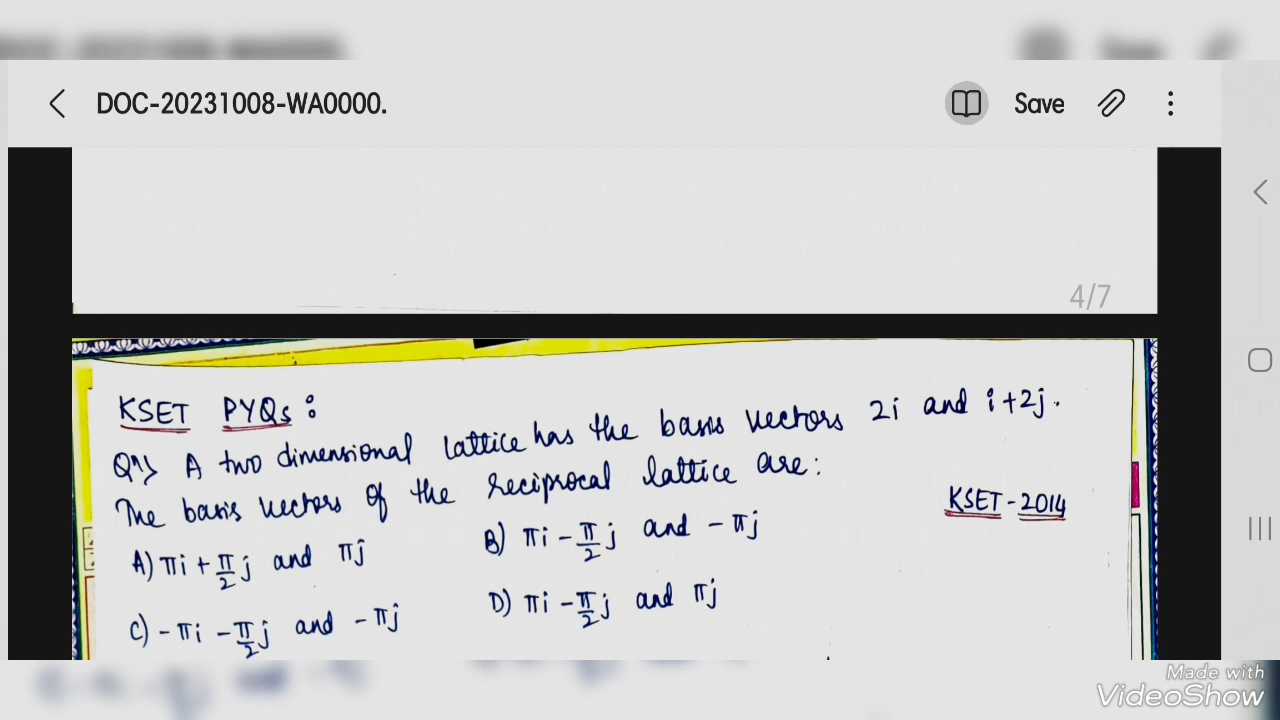 DOC-20231008-WA0000.
Save
4/7
KSET PYQs :
Q1) A two dimensional lattice has the basis vectors 2i and i+2j.
The basis vectors of the reciprocal lattice are:
KSET-2014
A) πi + π/2 j and πj
B) πi - π/2 j and - πj
C) - πi - π/2 j and - πj
D) πi - π/2 j and πj
Made with
VideoShow